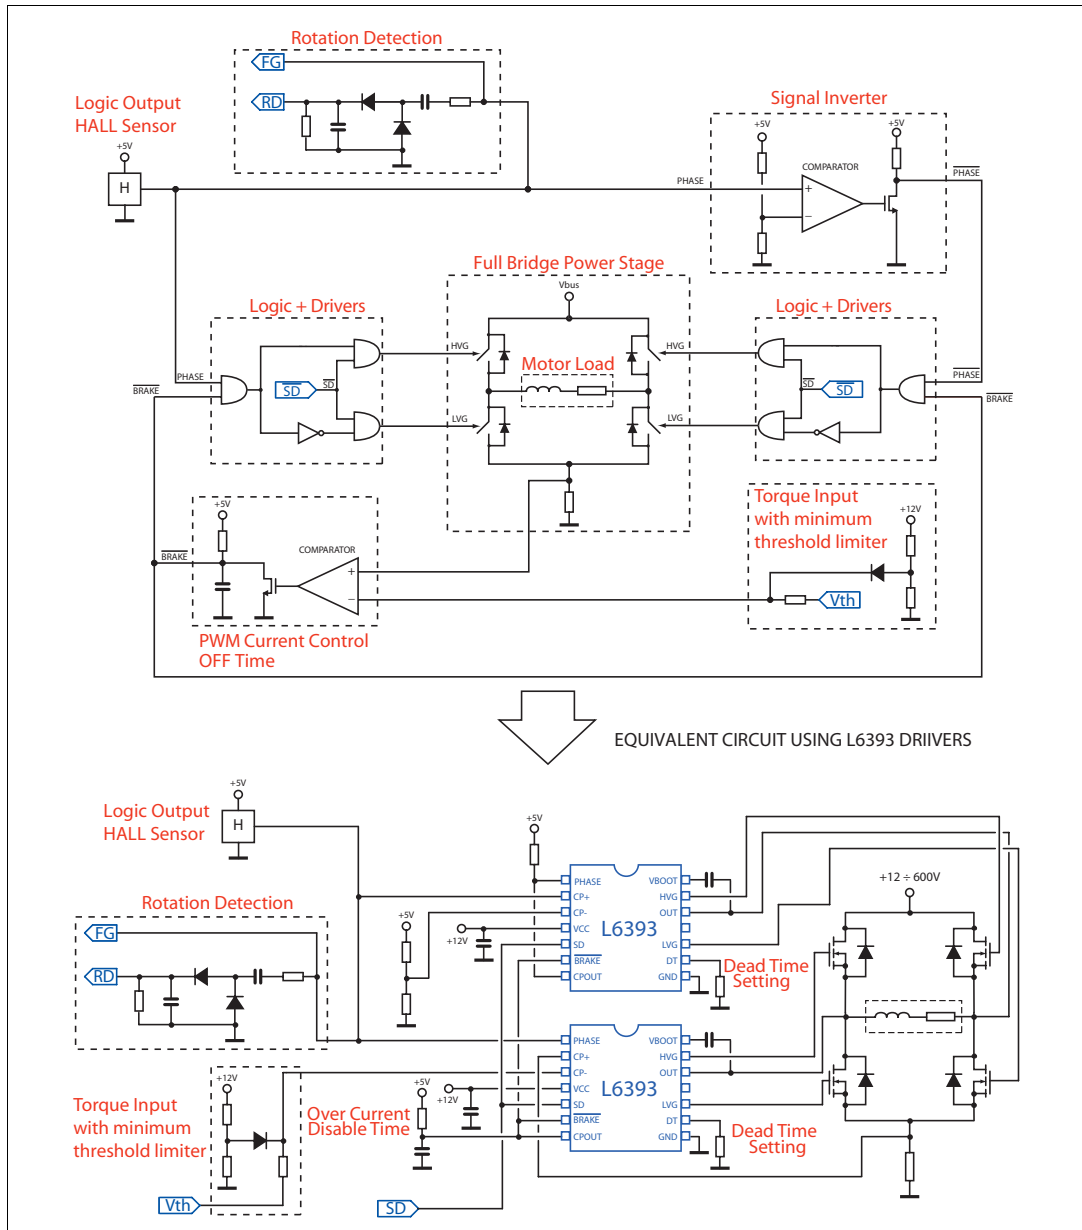 Rotation Detection
FG
RD
Logic Output
HALL Sensor
+5V
H
Signal Inverter
+5V
+5V
COMPARATOR
PHASE
+
−
PHASE
Full Bridge Power Stage
Vbus
Logic + Drivers
Logic + Drivers
HVG
HVG
Motor Load
PHASE
BRAKE
SD
SD
SD
SD
PHASE
BRAKE
LVG
LVG
+5V
BRAKE
COMPARATOR
+
−
PWM Current Control
OFF Time
Torque Input
with minimum
threshold limiter
+12V
Vth
EQUIVALENT CIRCUIT USING L6393 DRIIVERS
+5V
Logic Output
HALL Sensor
H
Rotation Detection
FG
RD
+5V
+5V
+12V
PHASE
CP+
CP-
VCC
SD
BRAKE
CPOUT
L6393
VBOOT
HVG
OUT
LVG
DT
GND
Dead Time
Setting
+12 ÷ 600V
PHASE
CP+
CP-
VCC
SD
BRAKE
CPOUT
L6393
VBOOT
HVG
OUT
LVG
DT
GND
Dead Time
Setting
+12V
Torque Input
with minimum
threshold limiter
Vth
+5V
+12V
Over Current
Disable Time
SD